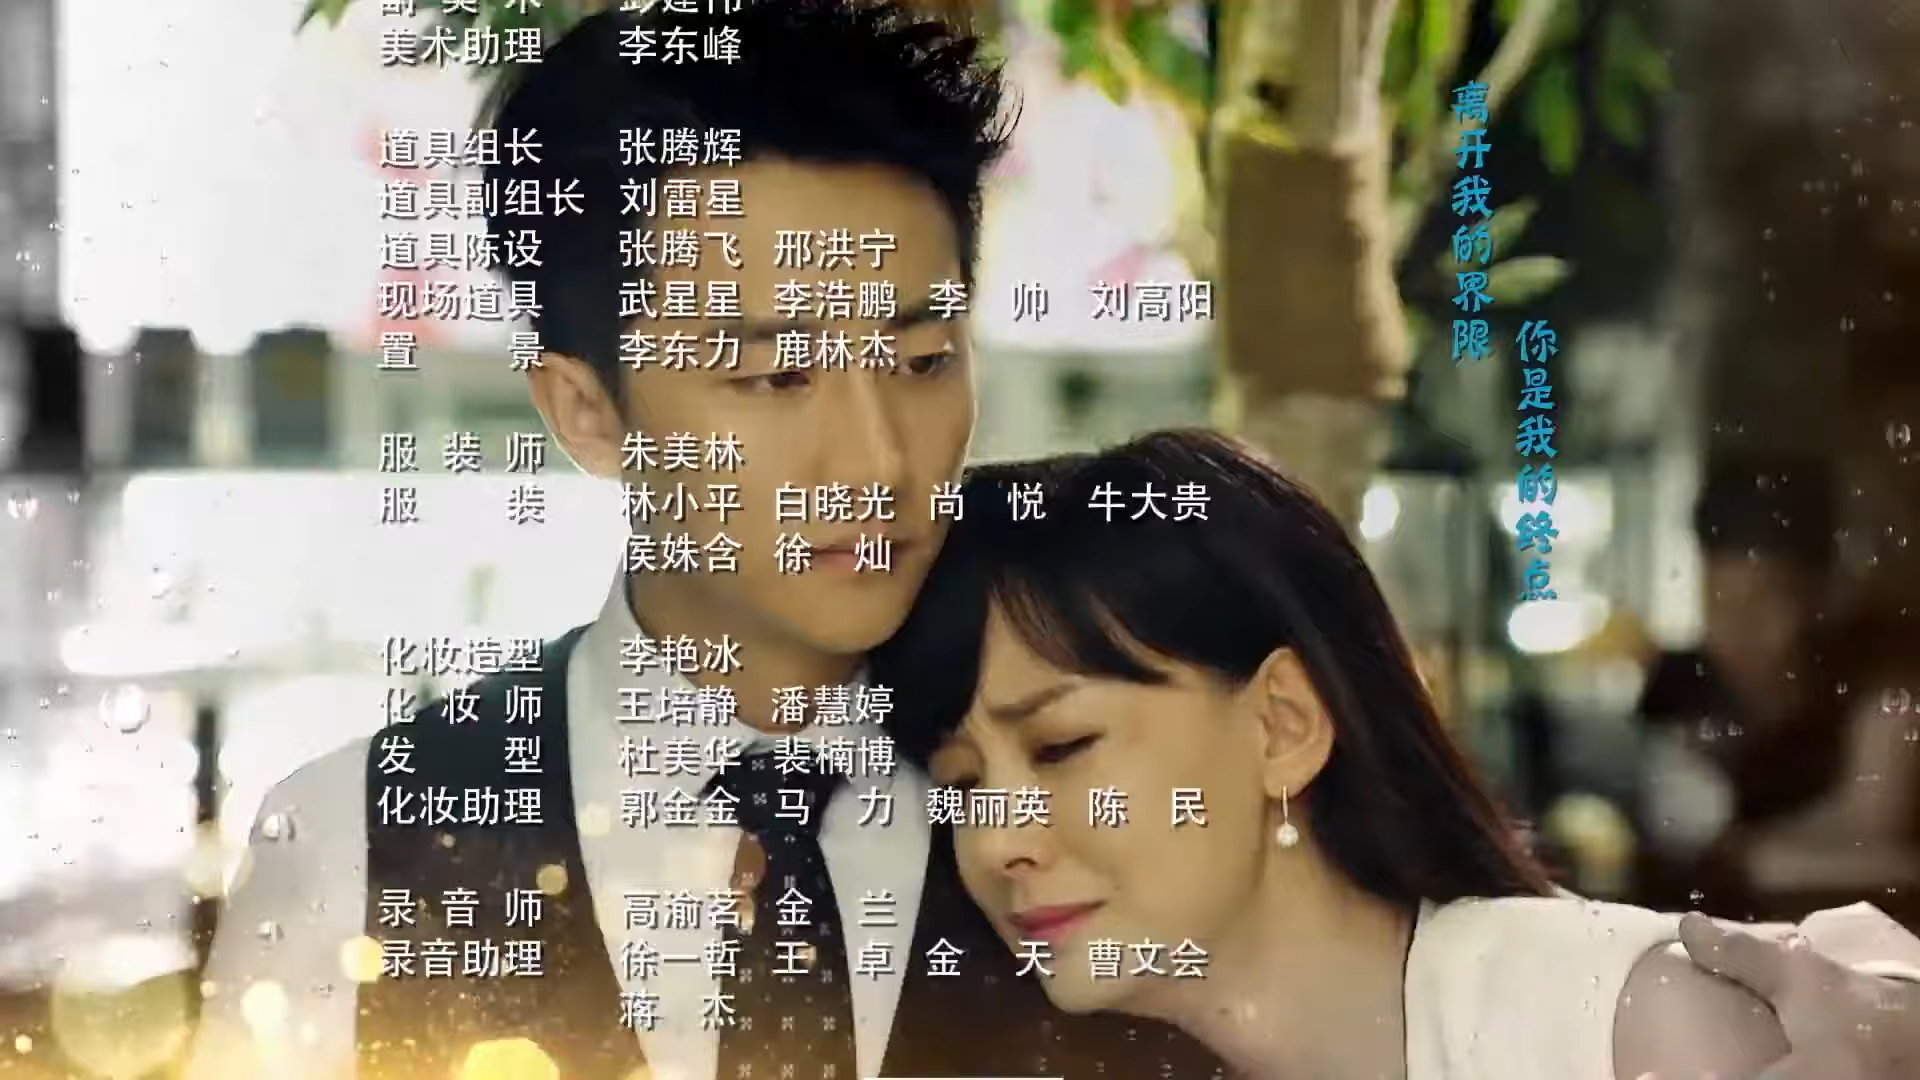 副美术 彭建伟
美术助理 李东峰
道具组长 张腾辉
道具副组长 刘雷星
道具陈设 张腾飞 邢洪宁
现场道具 武星星 李浩鹏 李帅 刘高阳
置景 李东力 鹿林杰
服装师 朱美林
服装 林小平 白晓光 尚悦 牛大贵
侯姝含 徐灿
化妆造型 李艳冰
化妆师 王培静 潘慧婷
发型 杜美华 裴楠博
化妆助理 郭金金 马力 魏丽英 陈民
录音师 高渝茗 金兰
录音助理 徐一哲 王卓 金天 曹文会
蒋杰
离开我的界限
你是我的终点